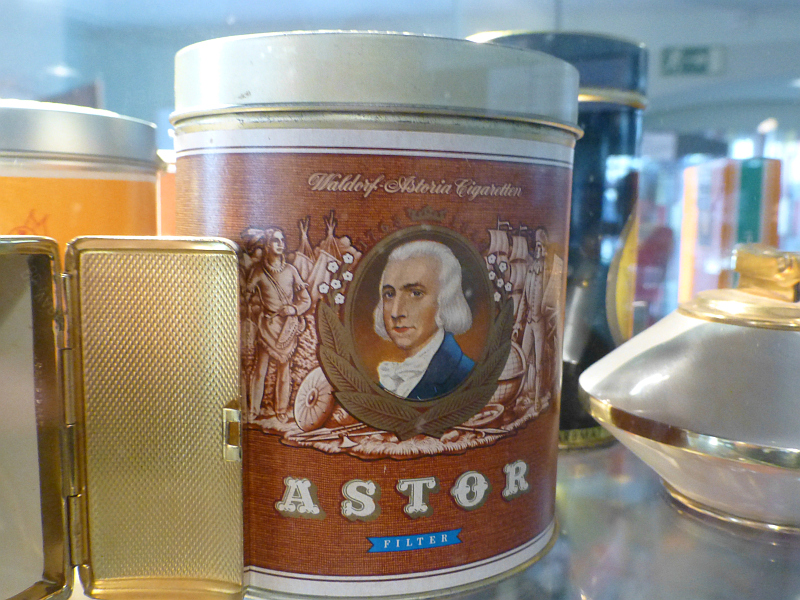 Waldorf-Astoria Cigaretten
ASTOR
FILTER